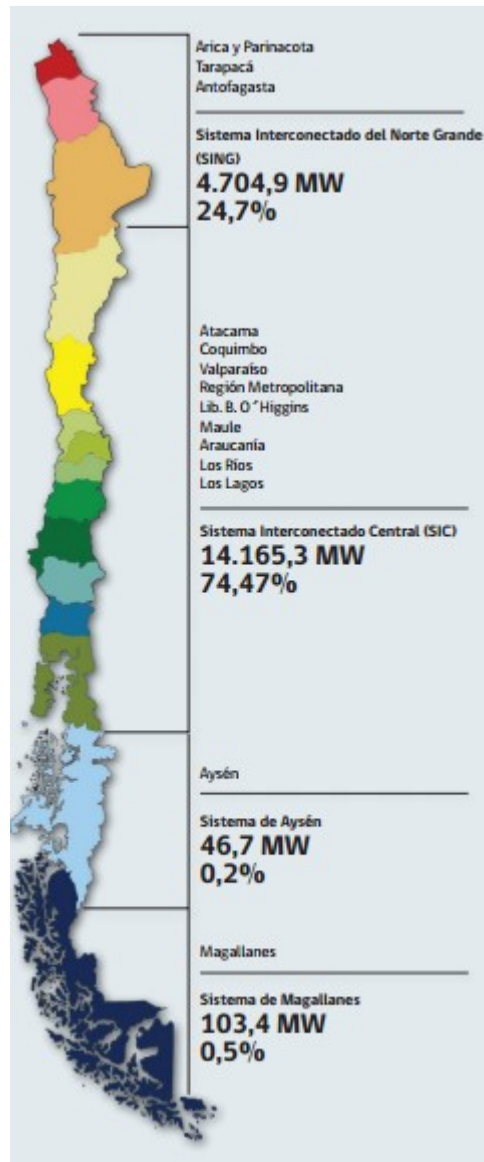 Arica y Parinacota
Tarapacá
Antofagasta
Sistema Interconectado del Norte Grande
(SING)
4.704,9 MW
24,7%
Atacama
Coquimbo
Valparaíso
Región Metropolitana
Lib. B. O´Higgins
Maule
Araucanía
Los Ríos
Los Lagos
Sistema Interconectado Central (SIC)
14.165,3 MW
74,47%
Aysén
Sistema de Aysén
46,7 MW
0,2%
Magallanes
Sistema de Magallanes
103,4 MW
0,5%